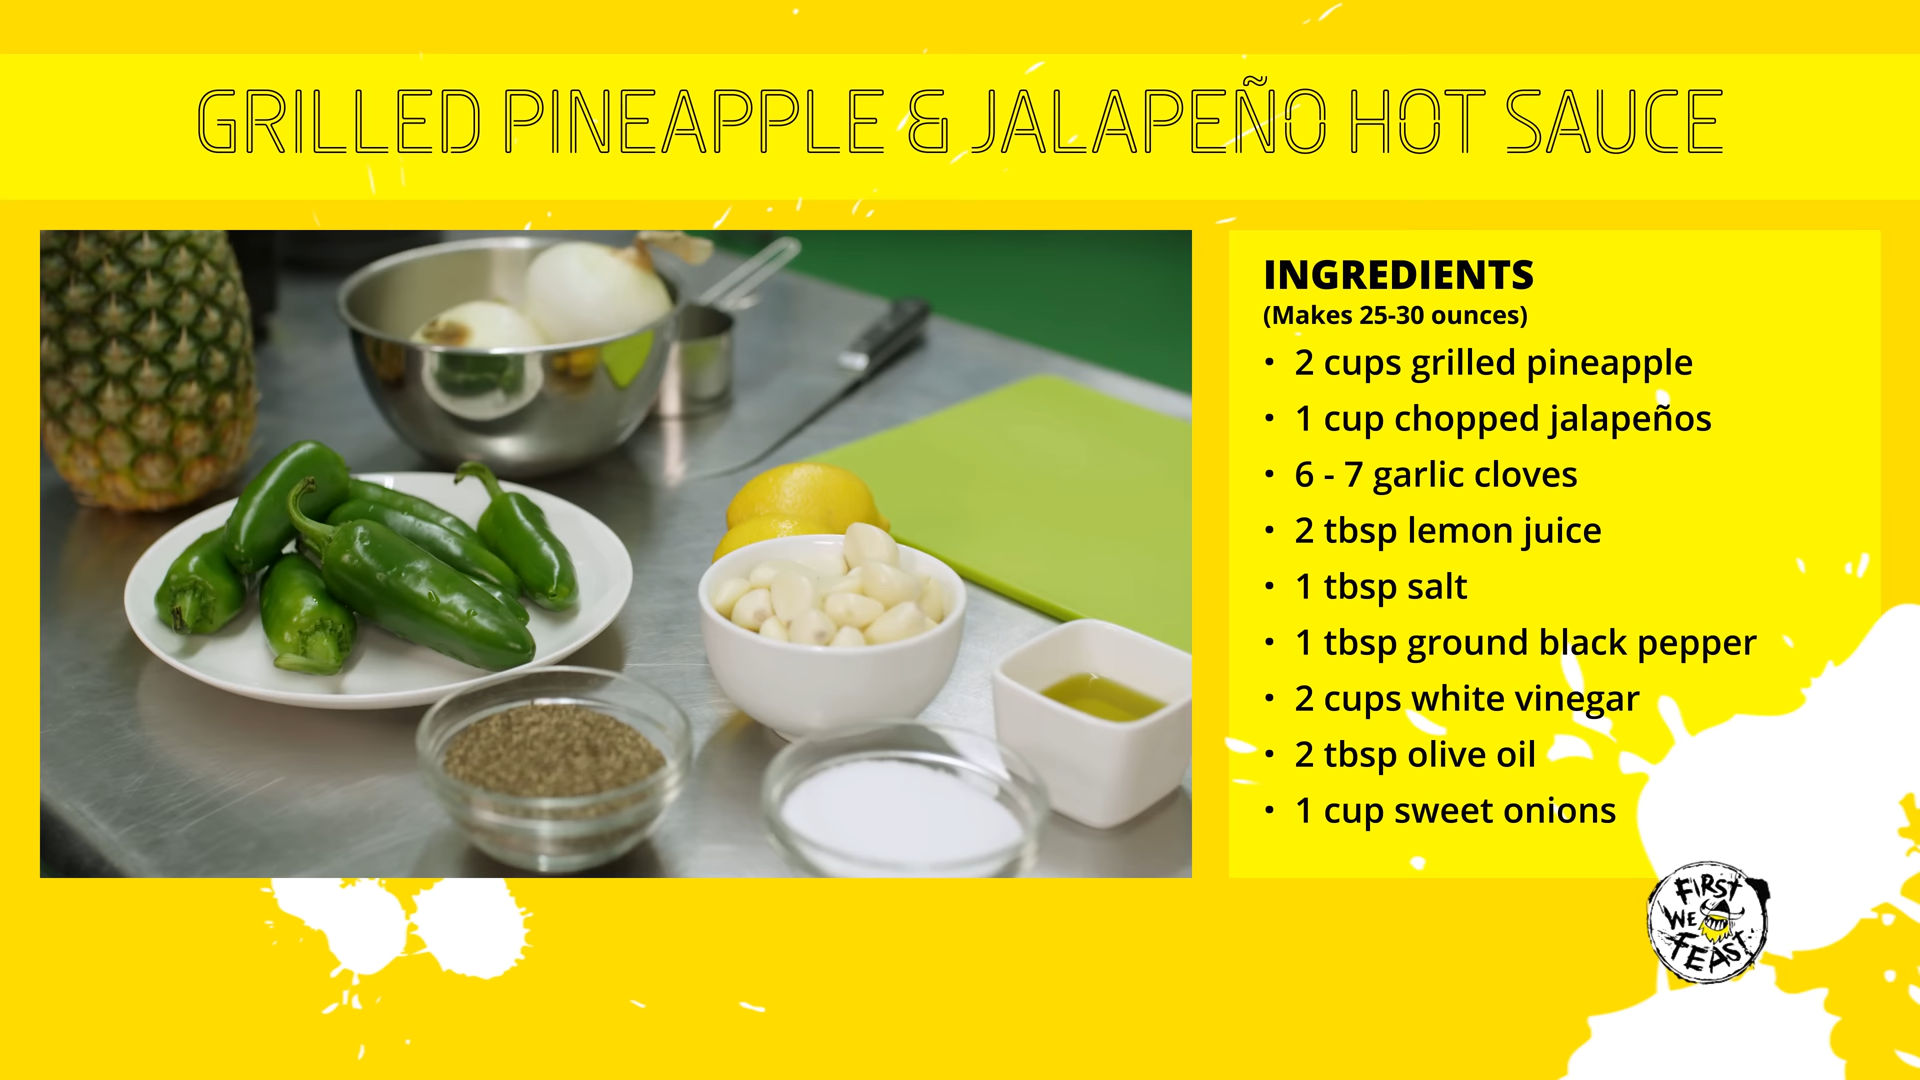 GRILLED PINEAPPLE & JALAPEÑO HOT SAUCE
INGREDIENTS
(Makes 25-30 ounces)
• 2 cups grilled pineapple
• 1 cup chopped jalapeños
• 6 - 7 garlic cloves
• 2 tbsp lemon juice
• 1 tbsp salt
• 1 tbsp ground black pepper
• 2 cups white vinegar
• 2 tbsp olive oil
• 1 cup sweet onions
FIRST
WE
FEAST